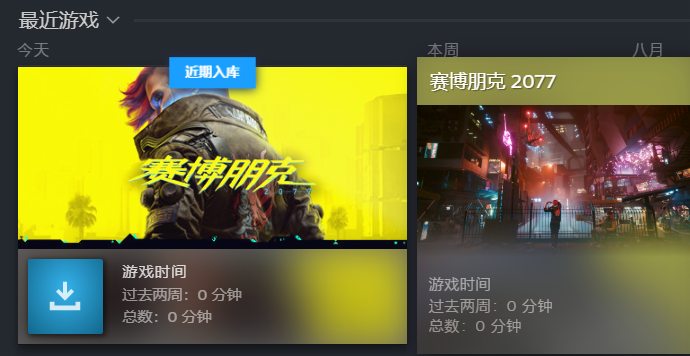 最近游戏
今天
近期入库
赛博朋克
2077
游戏时间
过去两周：0 分钟
总数：0 分钟
本周
八月
赛博朋克 2077
游戏时间
过去两周：0 分钟
总数：0 分钟